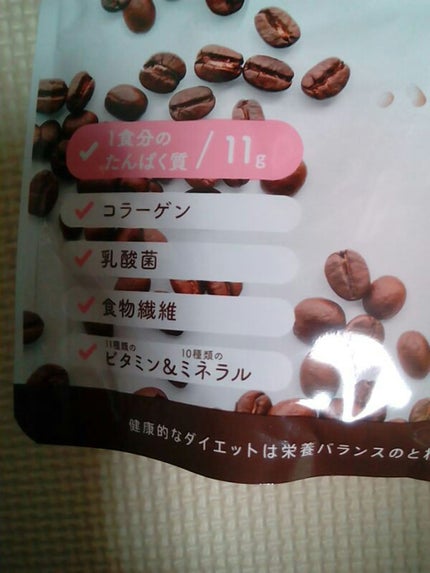 1食分の
たんぱく質 / 11g
コラーゲン
乳酸菌
食物繊維
11種類の 10種類の
ビタミン&ミネラル
健康的なダイエットは栄養バランスのとれ